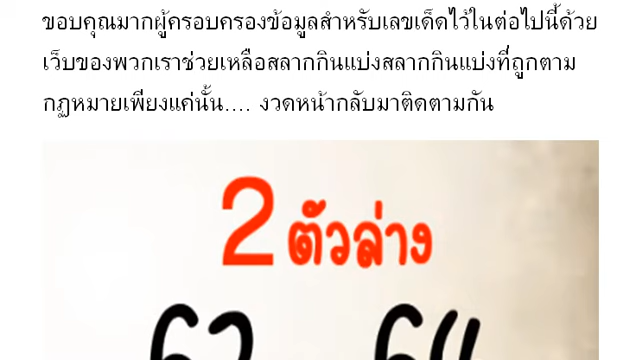 ขอบคุณมากผู้ครอบครองข้อมูลสำหรับเลขเด็ดไว้ในต่อไปนี้ด้วย
เว็บของพวกเราช่วยเหลือสลากกินแบ่งสลากกินแบ่งที่ถูกตาม
กฏหมายเพียงแค่นั้น.... งวดหน้ากลับมาติดตามกัน
2 ตัวล่าง